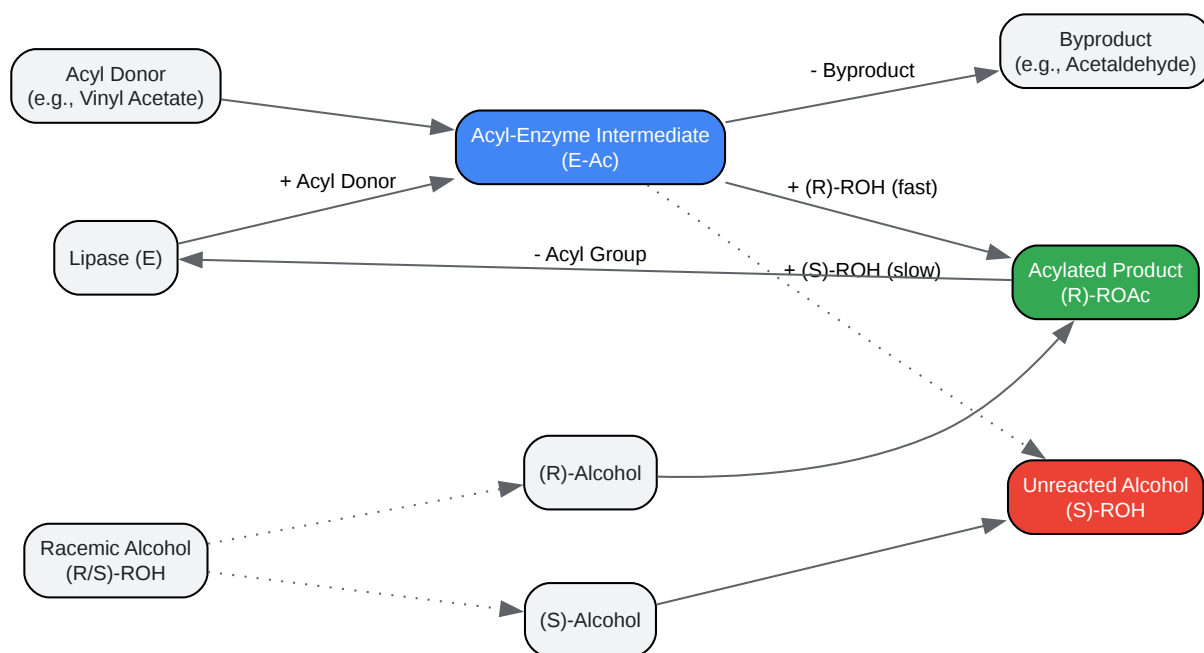 Acyl Donor
(e.g., Vinyl Acetate)
Byproduct
(e.g., Acetaldehyde)
- Byproduct
Acyl-Enzyme Intermediate
(E-Ac)
+ Acyl Donor
+ (R)-ROH (fast)
Lipase (E)
- Acyl Group
+ (S)-ROH (slow)
Acylated Product
(R)-ROAc
(R)-Alcohol
Unreacted Alcohol
(S)-ROH
Racemic Alcohol
(R/S)-ROH
(S)-Alcohol